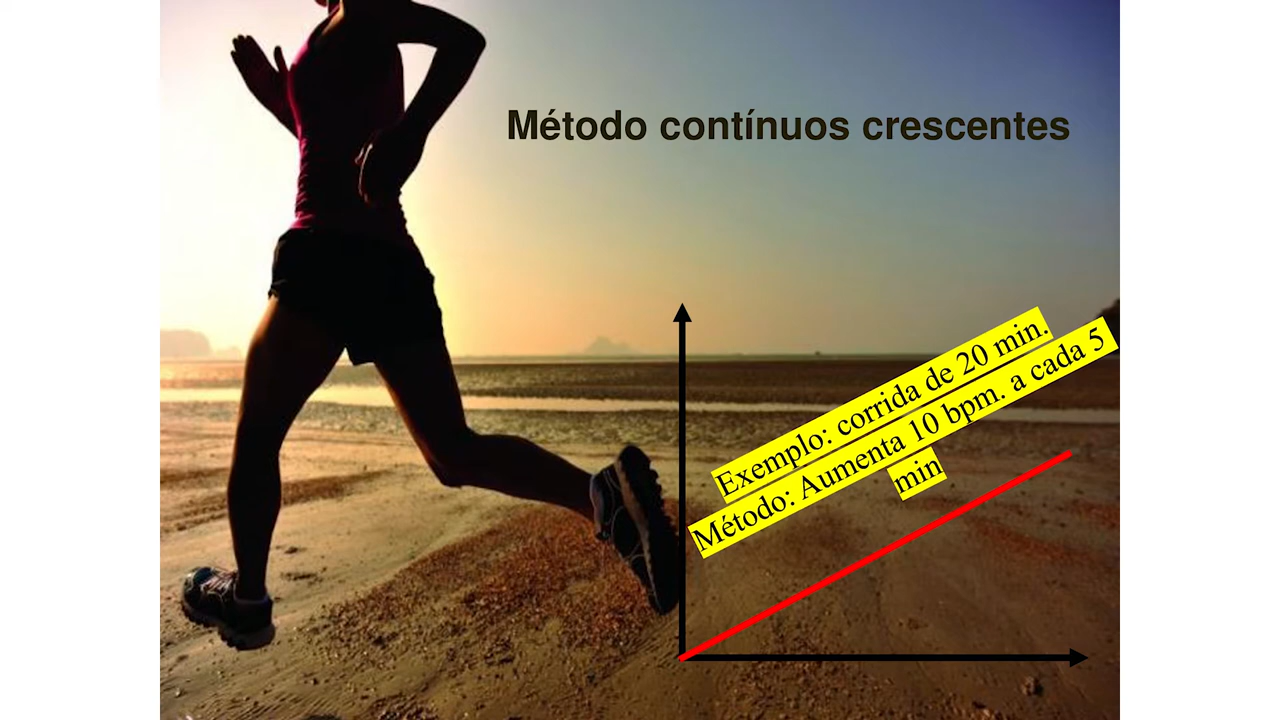 Método contínuos crescentes
Exemplo: corrida de 20 min.
Método: Aumenta 10 bpm. a cada 5
min